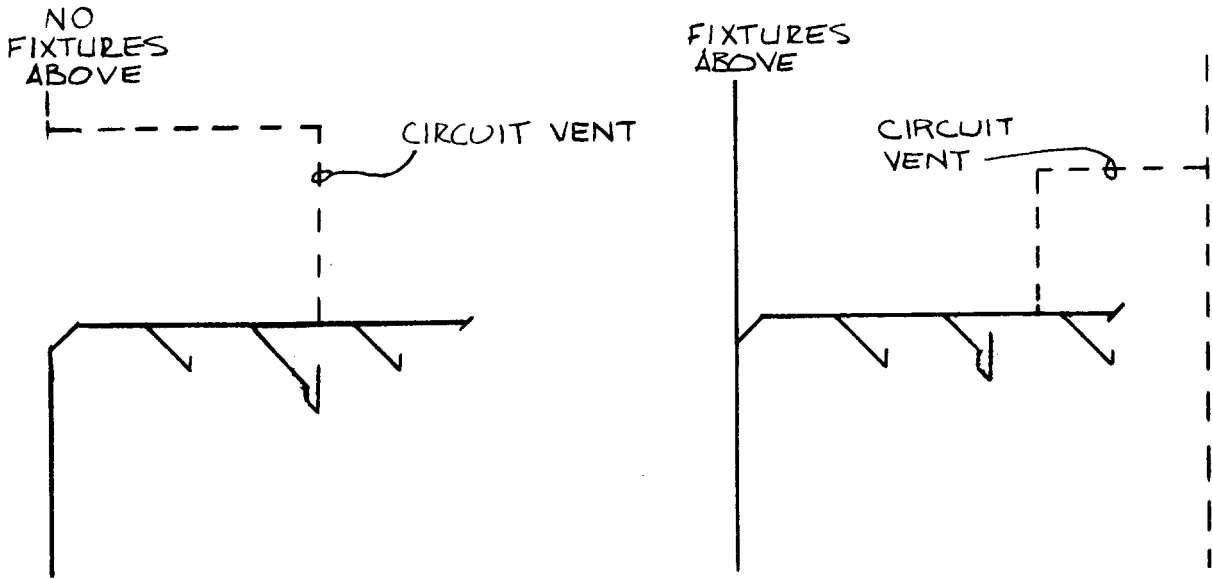 NO
FIXTURES
ABOVE
CIRCUIT VENT
FIXTURES
ABOVE
CIRCUIT
VENT